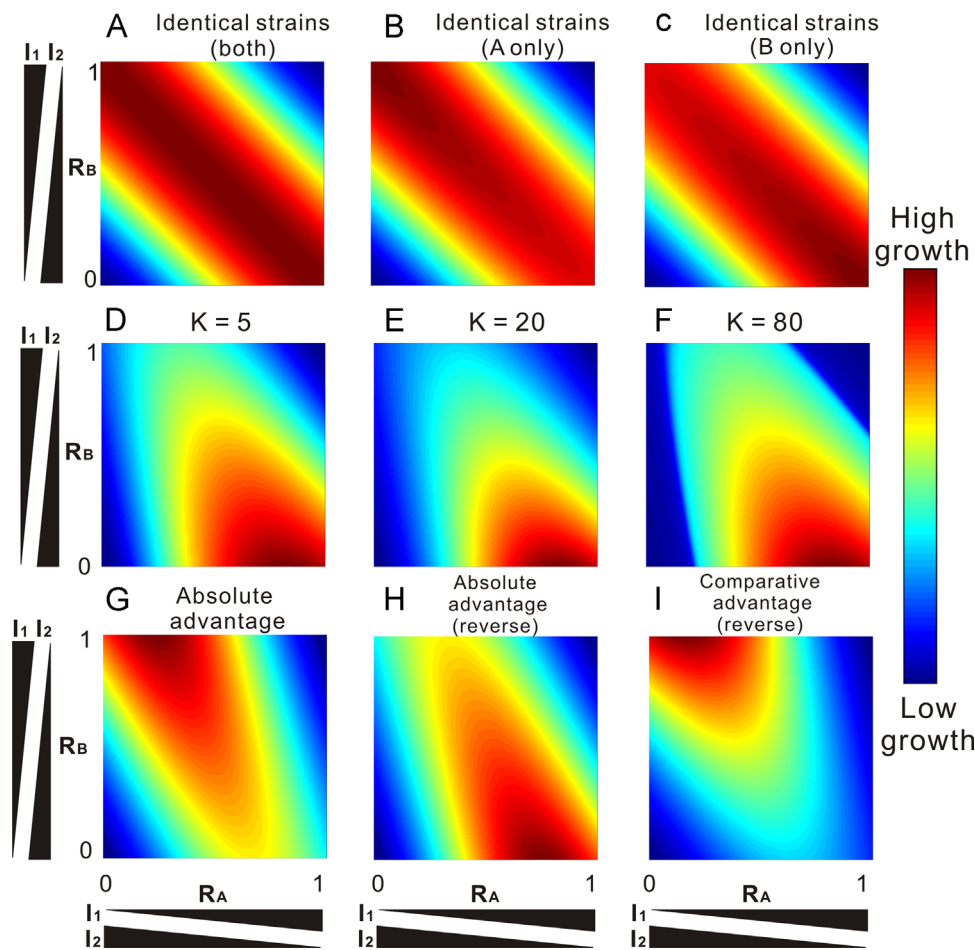 A Identical strains (both)
B Identical strains (A only)
C Identical strains (B only)
I1 I2
1
RB
0
High growth
D K = 5
E K = 20
F K = 80
I1 I2
1
RB
0
G Absolute advantage
H Absolute advantage (reverse)
I Comparative advantage (reverse)
I1 I2
1
RB
0
Low growth
0 RA 1
0 RA 1
0 RA 1
I1
I2
I1
I2
I1
I2